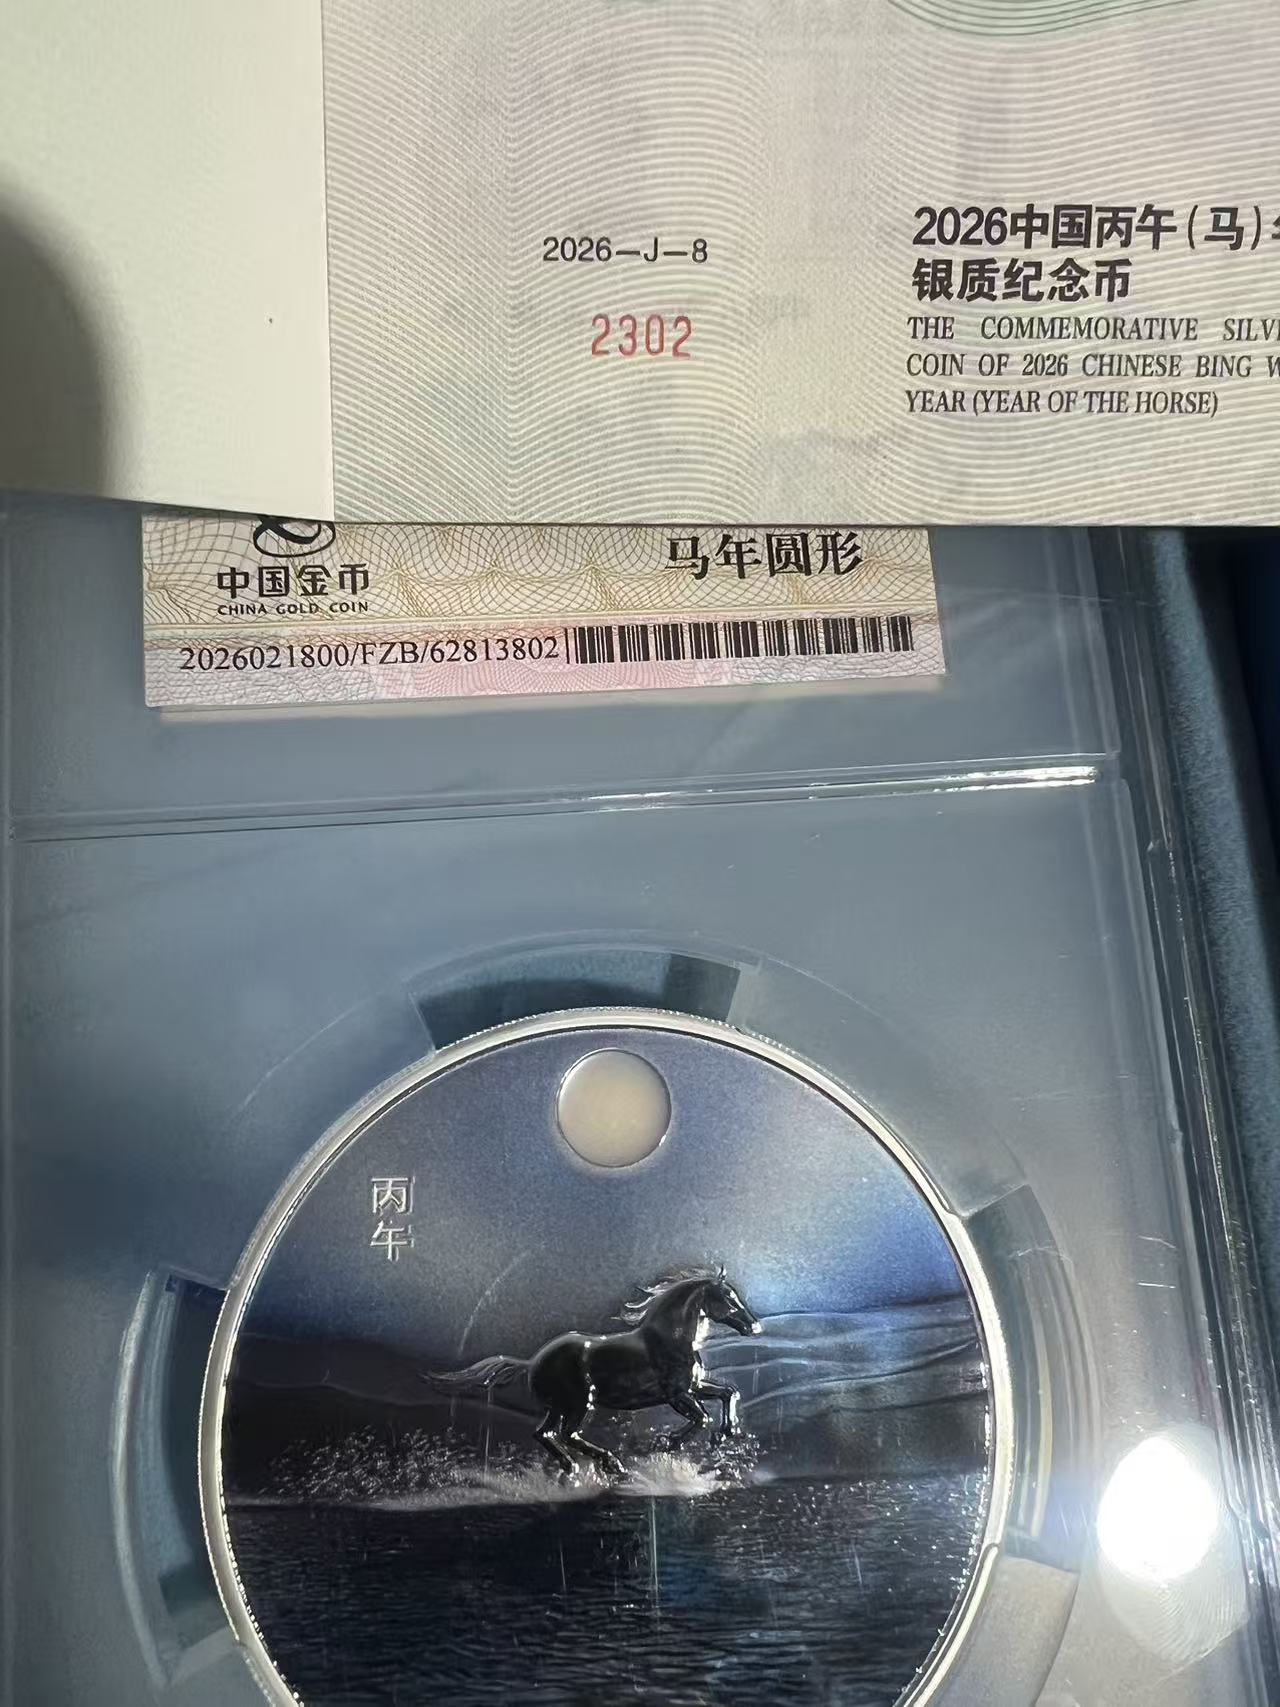 2026-J-8
2302
2026中国丙午(马)
银质纪念币
THE COMMEMORATIVE
COIN OF 2026 CHINESE BING
YEAR (YEAR OF THE HORSE)
中国金币
CHINA GOLD COIN
马年圆形
2026021800/FZB/62813802
丙
午